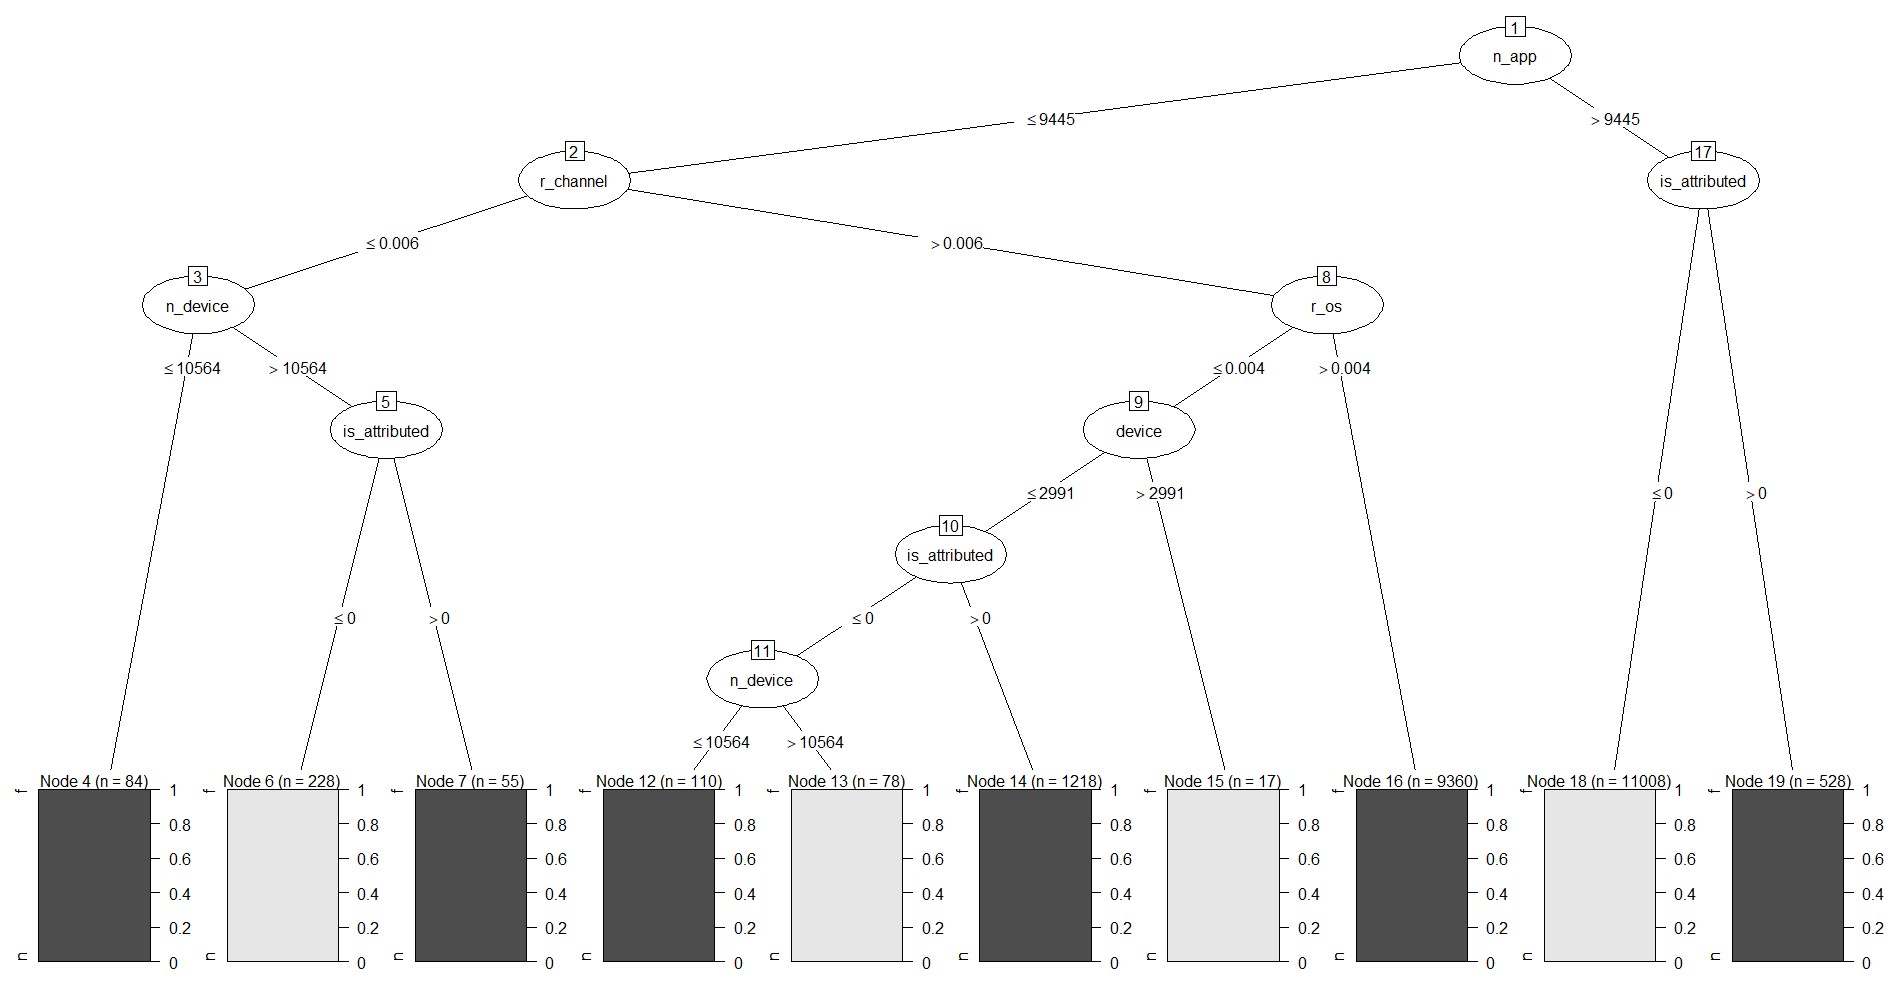 1
n_app
≤ 9445
> 9445
2
r_channel
17
is_attributed
≤ 0.006
> 0.006
3
n_device
8
r_os
≤ 10564
> 10564
≤ 0.004
> 0.004
5
is_attributed
9
device
≤ 2991
> 2991
≤ 0
> 0
10
is_attributed
≤ 0
> 0
≤ 0
> 0
11
n_device
≤ 10564
> 10564
Node 4 (n = 84)
f
n
1
0.8
0.6
0.4
0.2
0
Node 6 (n = 228)
f
n
1
0.8
0.6
0.4
0.2
0
Node 7 (n = 55)
f
n
1
0.8
0.6
0.4
0.2
0
Node 12 (n = 110)
f
n
1
0.8
0.6
0.4
0.2
0
Node 13 (n = 78)
f
n
1
0.8
0.6
0.4
0.2
0
Node 14 (n = 1218)
f
n
1
0.8
0.6
0.4
0.2
0
Node 15 (n = 17)
f
n
1
0.8
0.6
0.4
0.2
0
Node 16 (n = 9360)
f
n
1
0.8
0.6
0.4
0.2
0
Node 18 (n = 11008)
f
n
1
0.8
0.6
0.4
0.2
0
Node 19 (n = 528)
f
n
1
0.8
0.6
0.4
0.2
0